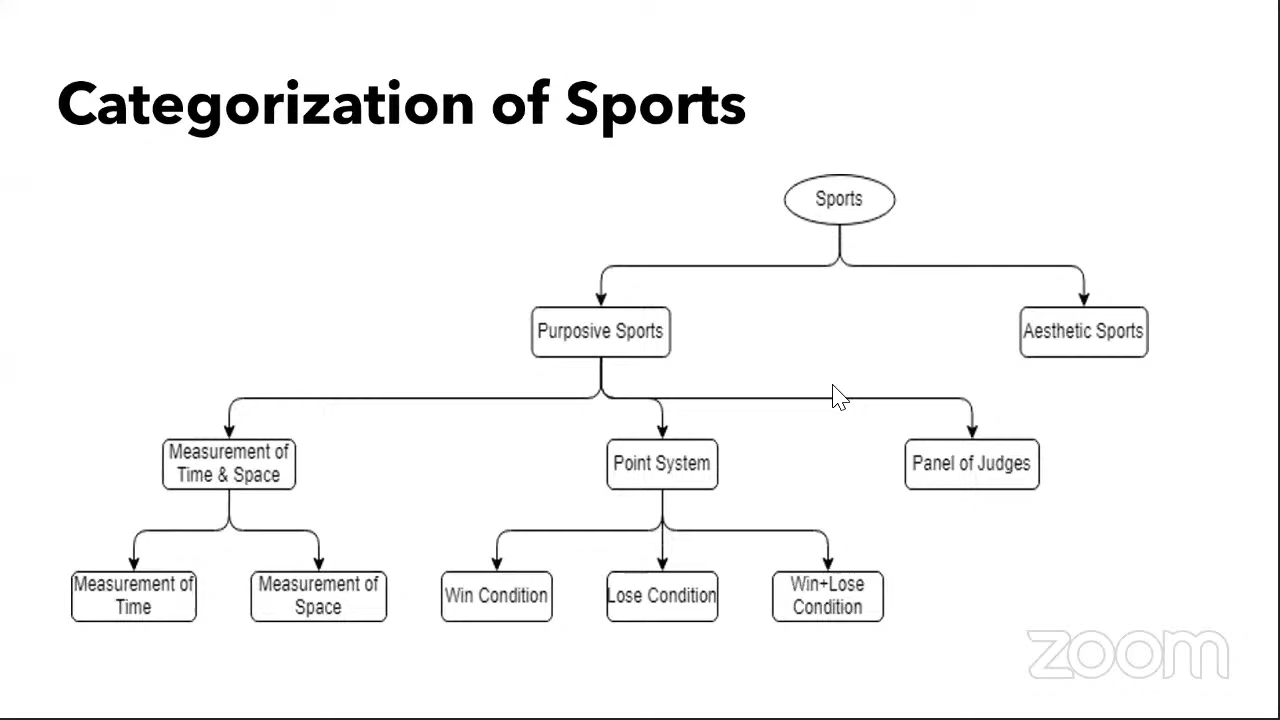 Categorization of Sports
Sports
Purposive Sports
Aesthetic Sports
Measurement of
Time & Space
Point System
Panel of Judges
Measurement of
Time
Measurement of
Space
Win Condition
Lose Condition
Win+Lose
Condition
zoom